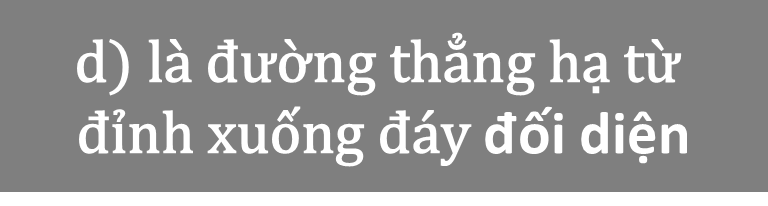 d) là đường thẳng hạ từ
đỉnh xuống đáy đối diện